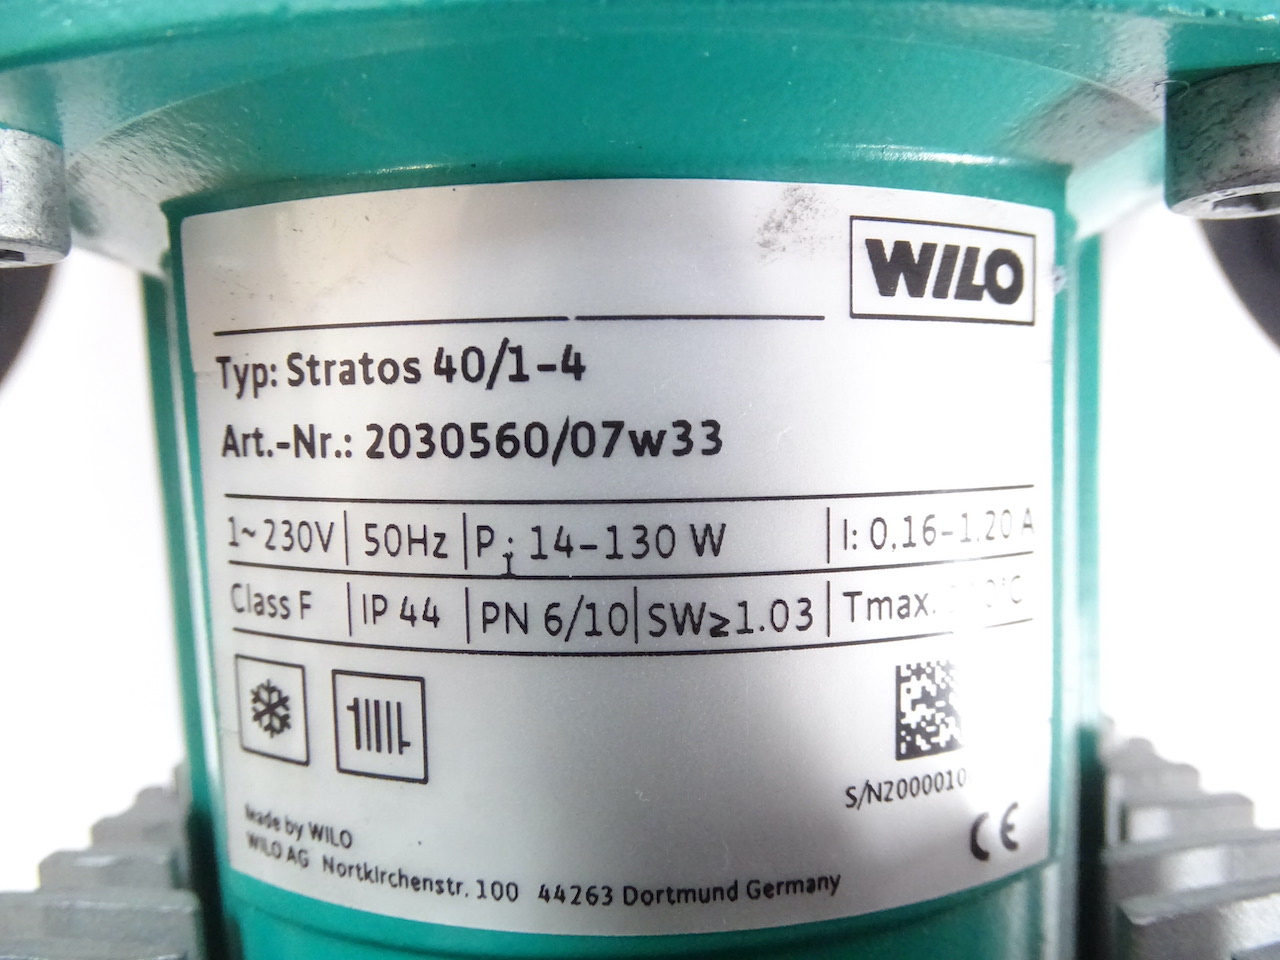 WILO
Typ: Stratos 40/1-4
Art.-Nr.: 2030560/07w33
1~ 230V 50Hz P1: 14-130 W I: 0,16-1.20 A
Class F IP 44 PN 6/10 SW≥1.03 Tmax.
S/N2000010
CE
Made by WILO
WILO AG Nortkirchenstr. 100 44263 Dortmund Germany